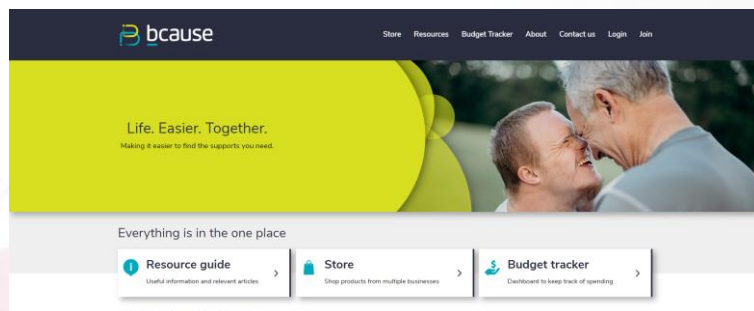 bcause
Store Resources Budget Tracker About Contact us Login Join
Life. Easier. Together.
Making it easier to find the supports you need.
Everything is in the one place
Resource guide
Useful information and relevant articles
Store
Shop products from multiple businesses
Budget tracker
Dashboard to keep track of spending